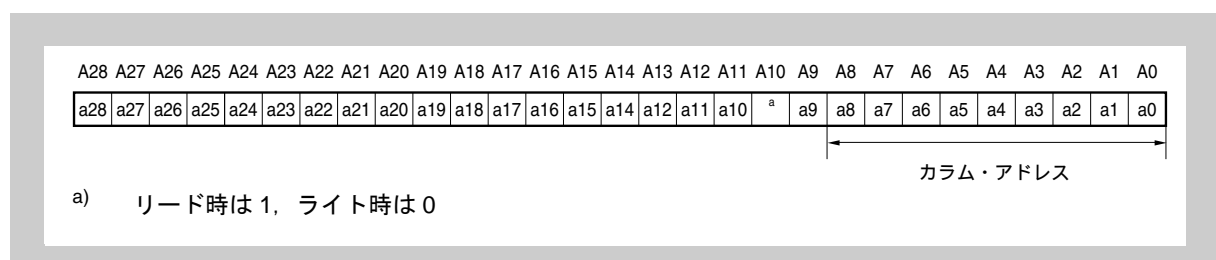 A28 A27 A26 A25 A24 A23 A22 A21 A20 A19 A18 A17 A16 A15 A14 A13 A12 A11 A10 A9 A8 A7 A6 A5 A4 A3 A2 A1 A0
a28 a27 a26 a25 a24 a23 a22 a21 a20 a19 a18 a17 a16 a15 a14 a12 a11 a10 a a9 a8 a7 a6 a5 a4 a3 a2 a1 a0
カラム・アドレス
a) リード時は 1, ライト時は 0